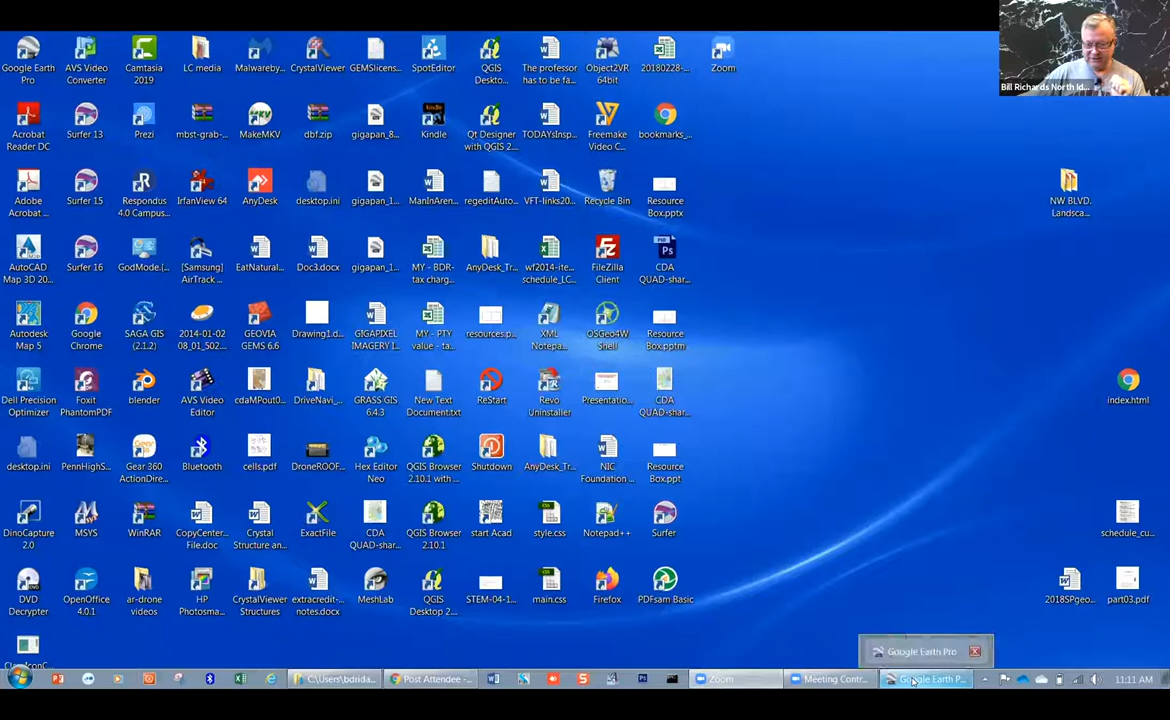 Bill Richards North Id...
Google Earth Pro
AVS Video Converter
Camtasia 2019
LC media
Malwareby...
CrystalViewer
GEMSlicens...
SpotEditor
QGIS Deskto...
The professor has to be fa...
Object2VR 64bit
20180228-...
Zoom
Acrobat Reader DC
Surfer 13
Prezi
mbst-grab-...
MakeMKV
dbf.zip
gigapan_8...
Kindle
Qt Designer with QGIS 2...
TODAYsInsp...
Freemake Video C...
bookmarks_...
Adobe Acrobat ...
Surfer 15
Respondus 4.0 Campus...
IrfanView 64
AnyDesk
desktop.ini
gigapan_1...
ManInAren...
regeditAuto...
VFT-links20...
Recycle Bin
Resource Box.pptx
NW BLVD. Landsca...
AutoCAD Map 3D 20...
Surfer 16
GodMode.{...
[Samsung] AirTrack ...
EatNatural...
Doc3.docx
gigapan_1...
MY - BDR- tax charg...
AnyDesk_Tr...
wf2014-ite... schedule_LC...
FileZilla Client
CDA QUAD-shar...
Autodesk Map 5
Google Chrome
SAGA GIS (2.1.2)
2014-01-02 08_01_502...
GEOVIA GEMS 6.6
Drawing1.d...
GIGAPIXEL IMAGERY I...
MY - PTY value - ta...
resources.p...
XML Notepa...
OSGeo4W Shell
Resource Box.pptm
Dell Precision Optimizer
Foxit PhantomPDF
blender
AVS Video Editor
cdaMPout0...
DriveNavi_...
GRASS GIS 6.4.3
New Text Document.txt
ReStart
Revo Uninstaller
Presentatio...
CDA QUAD-shar...
index.html
desktop.ini
PennHighS...
Gear 360 ActionDire...
Bluetooth
cells.pdf
DroneROOF...
Hex Editor Neo
QGIS Browser 2.10.1 with ...
Shutdown
AnyDesk_Tr...
NIC Foundation ...
Resource Box.ppt
DinoCapture 2.0
MSYS
WinRAR
CopyCenter... File.doc
Crystal Structure an...
ExactFile
CDA QUAD-shar...
QGIS Browser 2.10.1
start Acad
style.css
Notepad++
Surfer
schedule_cu...
DVD Decrypter
OpenOffice 4.0.1
ar-drone videos
HP Photosma...
CrystalViewer Structures
extracredit-... notes.docx
MeshLab
QGIS Desktop 2...
STEM-04-1...
main.css
Firefox
PDFsam Basic
2018SPgeo...
part03.pdf
Google Earth Pro
C:\Users\bdrida...
Post Attendee -...
Zoom
Meeting Contr...
Google Earth P...
11:11 AM